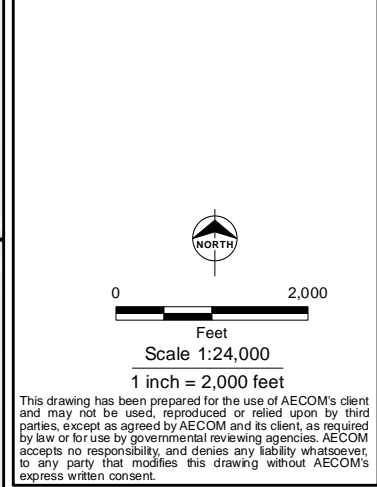 NORTH
0 2,000
Feet
Scale 1:24,000
1 inch = 2,000 feet
This drawing has been prepared for the use of AECOM's client
and may not be used, reproduced or relied upon by third
parties, except as agreed by AECOM and its client, as required
by law or for use by governmental reviewing agencies. AECOM
accepts no responsibility, and denies any liability whatsoever,
to any party that modifies this drawing without AECOM's
express written consent.